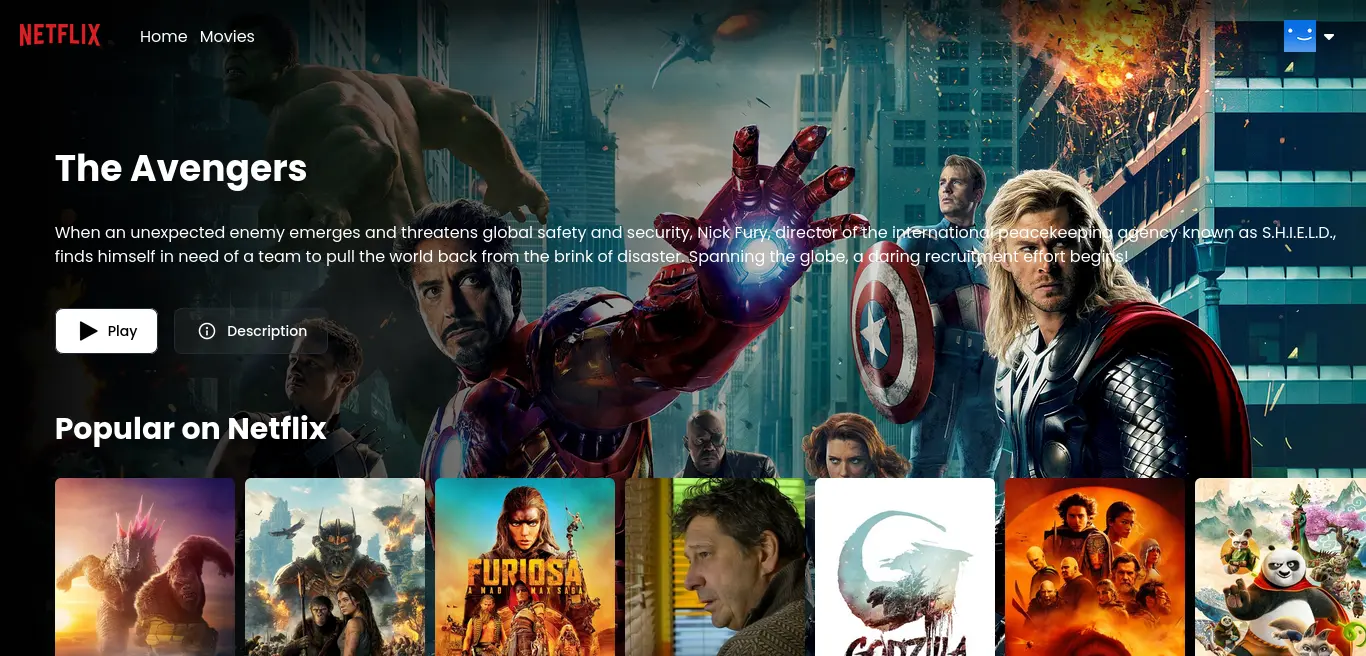 NETFLIX
Home Movies
The Avengers
When an unexpected enemy emerges and threatens global safety and security, Nick Fury, director of the international peacekeeping agency known as S.H.I.E.L.D.,
finds himself in need of a team to pull the world back from the brink of disaster. Spanning the globe, a daring recruitment effort begins!
Play Description
Popular on Netflix
FURIOSA
A MAD MAX SAGA
GODZILLA